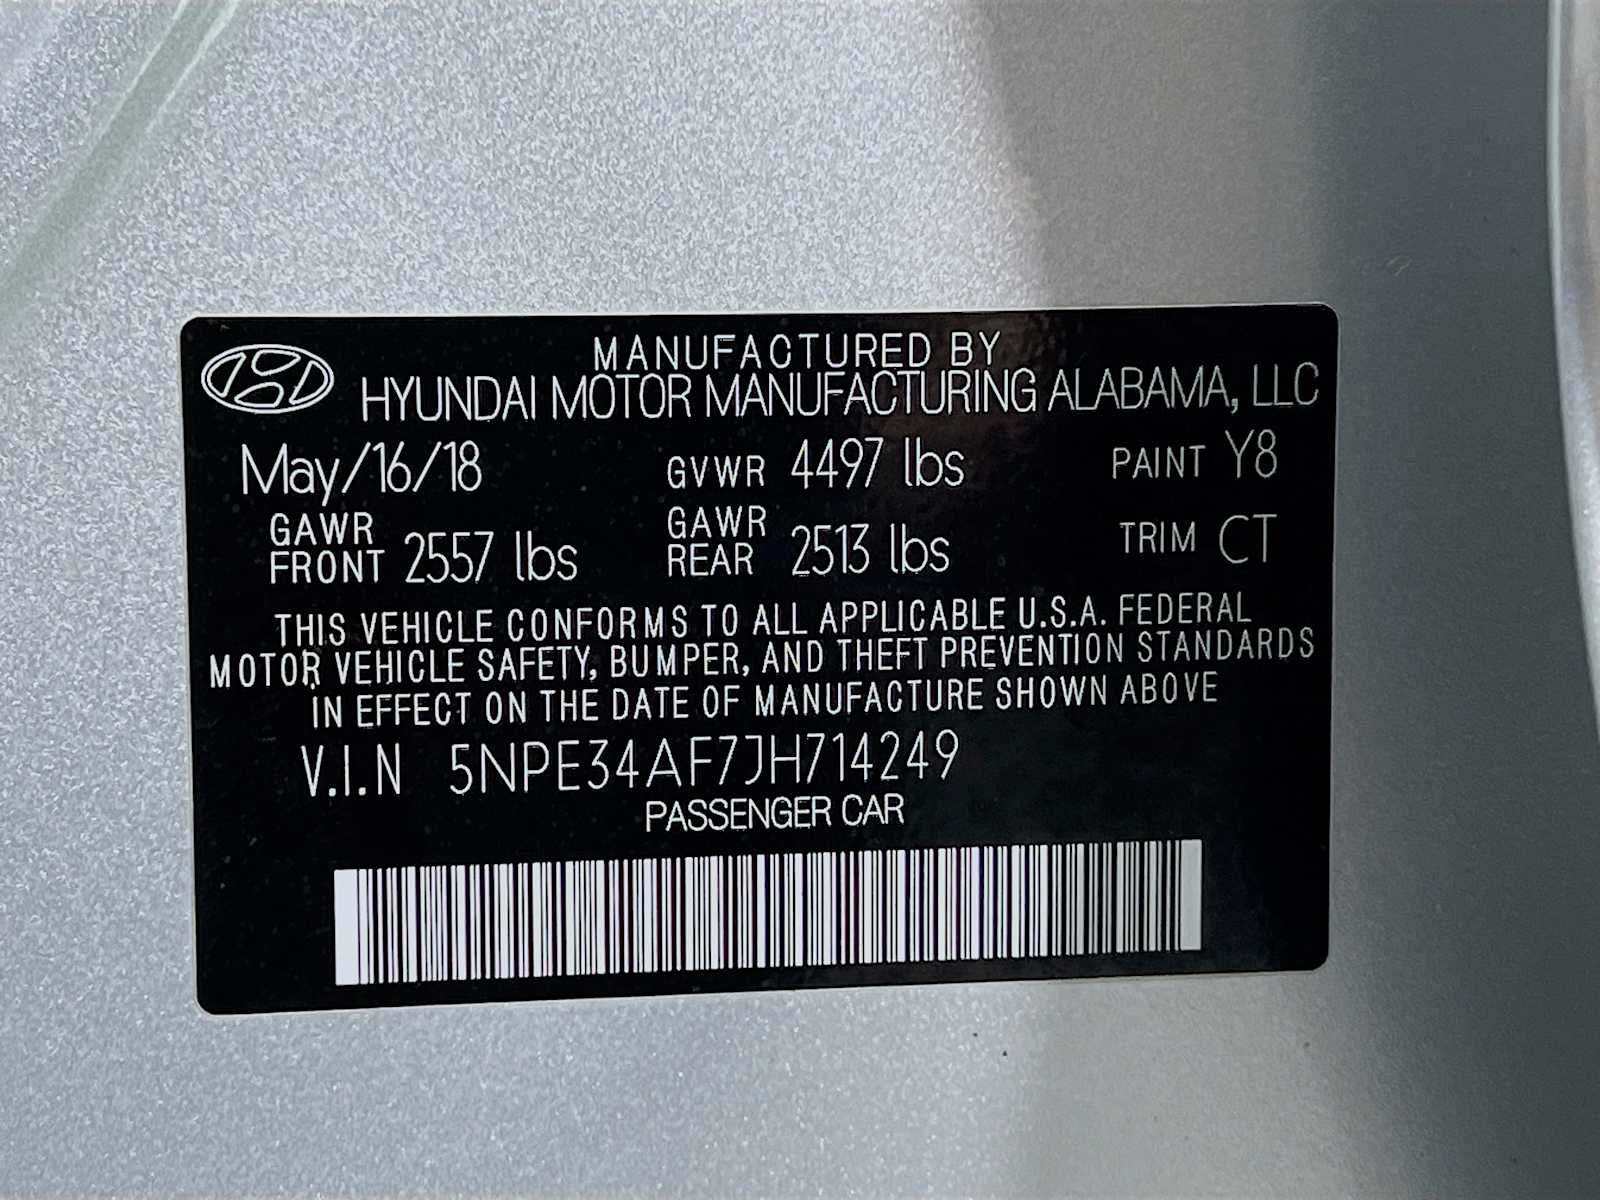 MANUFACTURED BY
HYUNDAI MOTOR MANUFACTURING ALABAMA, LLC
May/16/18 GVWR 4497 lbs PAINT Y8
GAWR FRONT 2557 lbs GAWR REAR 2513 lbs TRIM CT
THIS VEHICLE CONFORMS TO ALL APPLICABLE U.S.A. FEDERAL
MOTOR VEHICLE SAFETY, BUMPER, AND THEFT PREVENTION STANDARDS
IN EFFECT ON THE DATE OF MANUFACTURE SHOWN ABOVE
V.I.N 5NPE34AF7JH714249
PASSENGER CAR